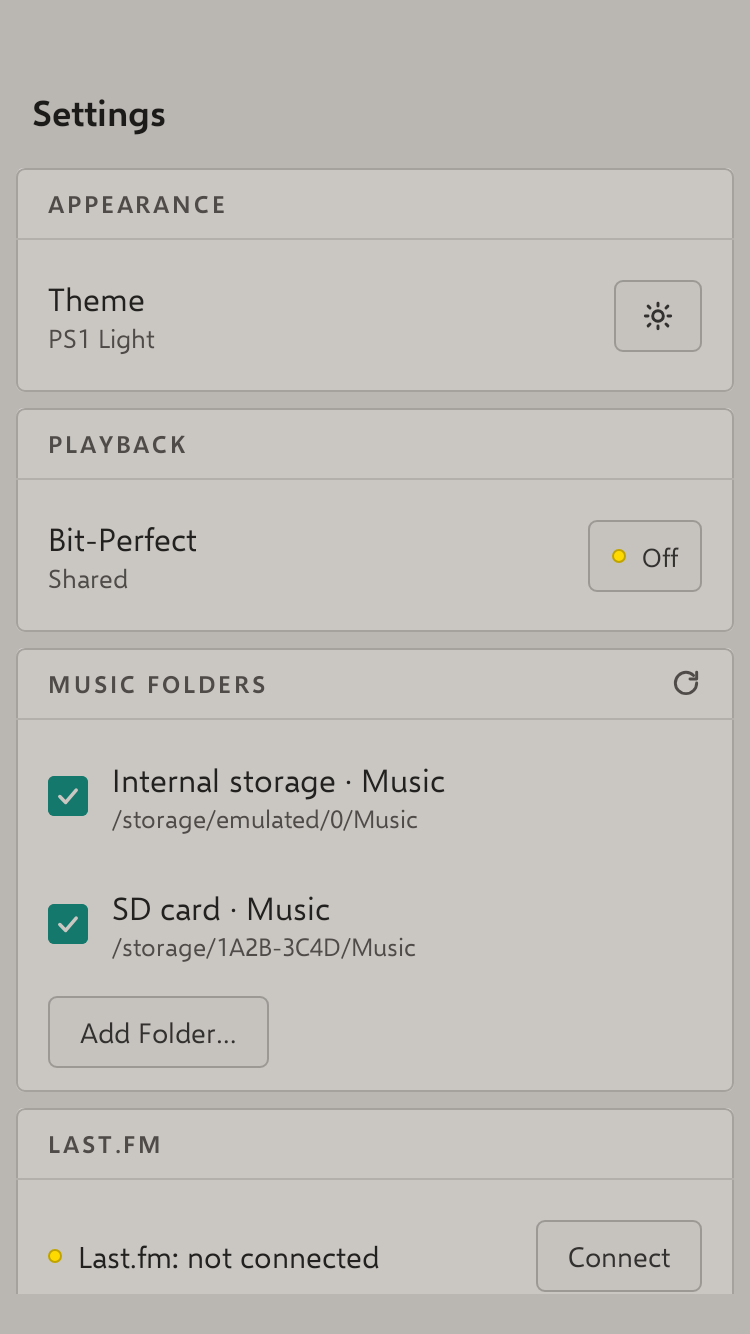 Settings
APPEARANCE
Theme
PS1 Light
PLAYBACK
Bit-Perfect
Shared
Off
MUSIC FOLDERS
Internal storage · Music
/storage/emulated/0/Music
SD card · Music
/storage/1A2B-3C4D/Music
Add Folder...
LAST.FM
Last.fm: not connected
Connect